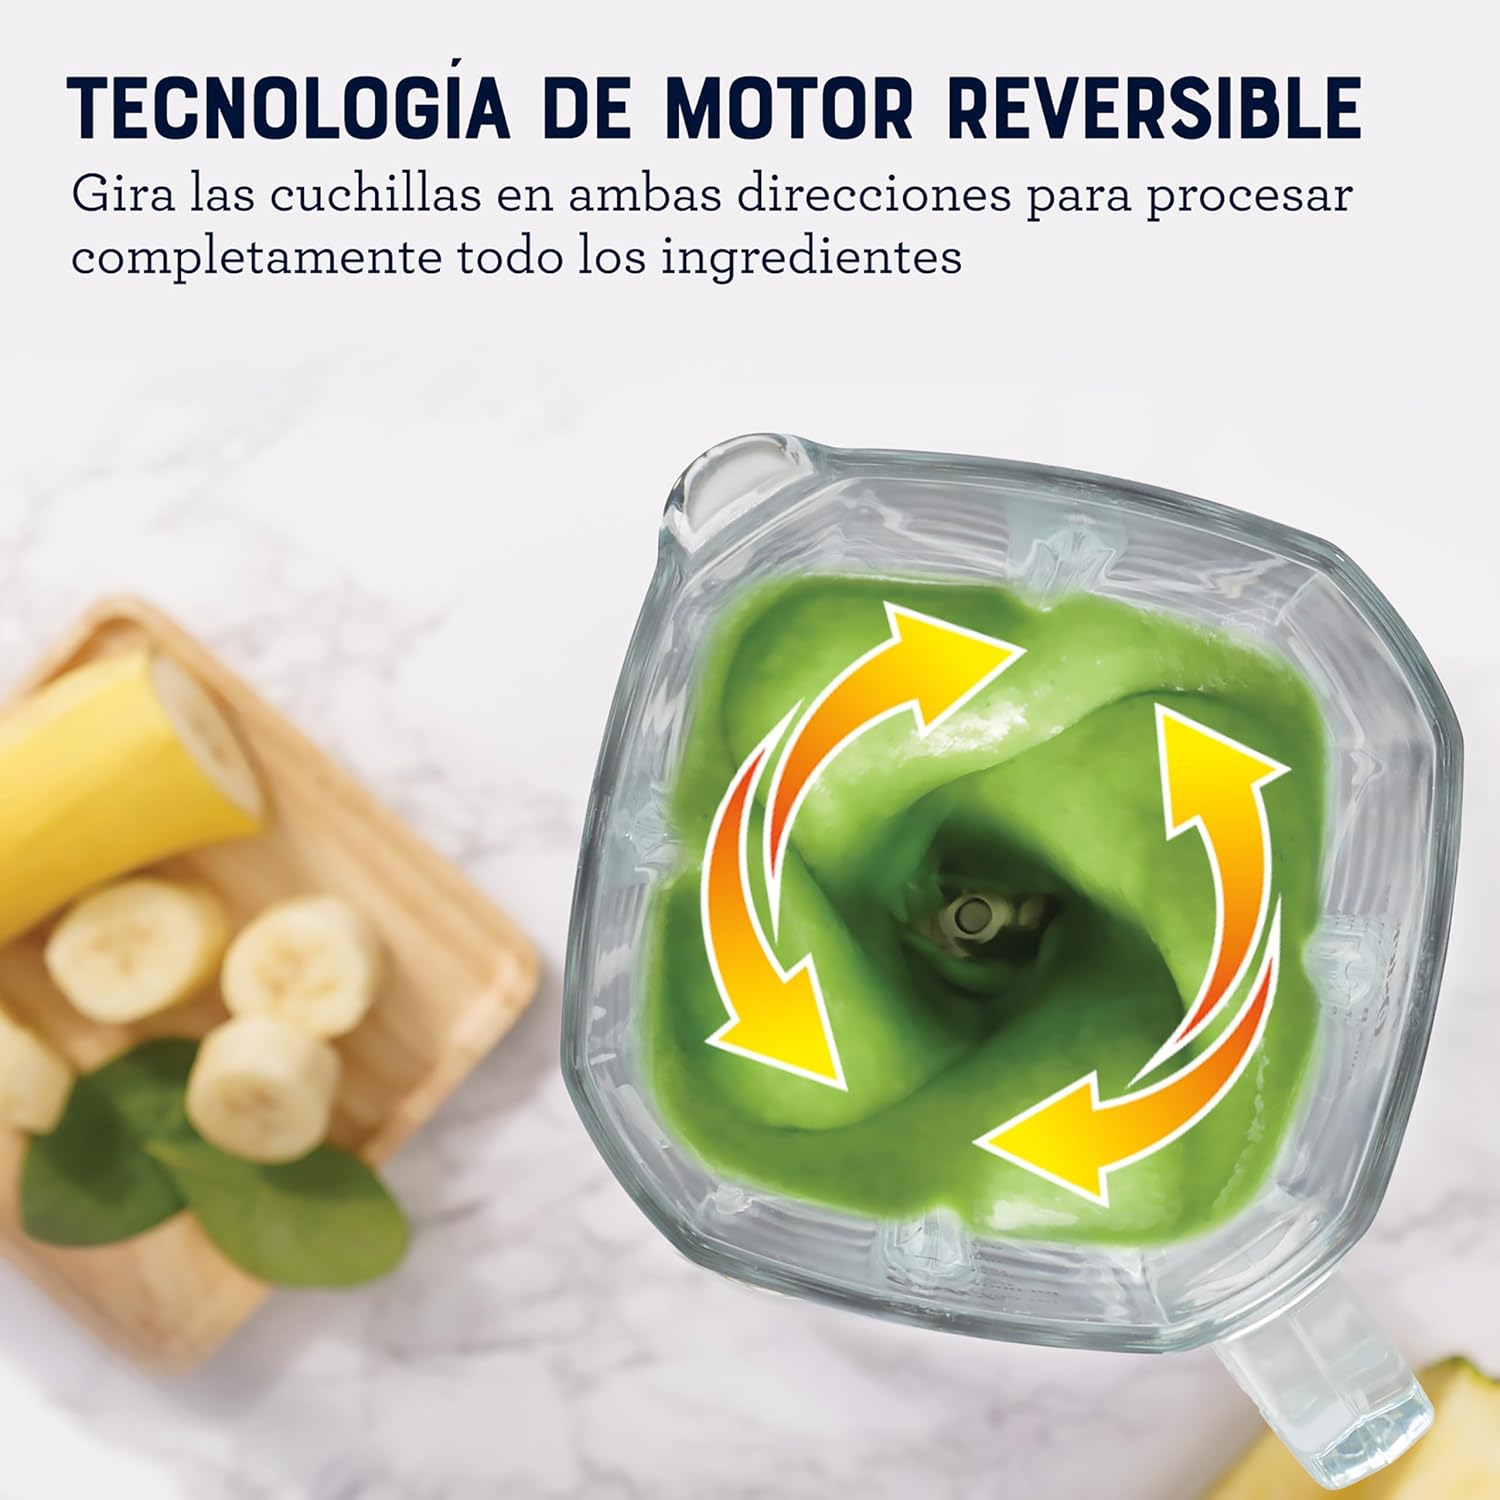 TECNOLOGÍA DE MOTOR REVERSIBLE
Gira las cuchillas en ambas direcciones para procesar
completamente todo los ingredientes